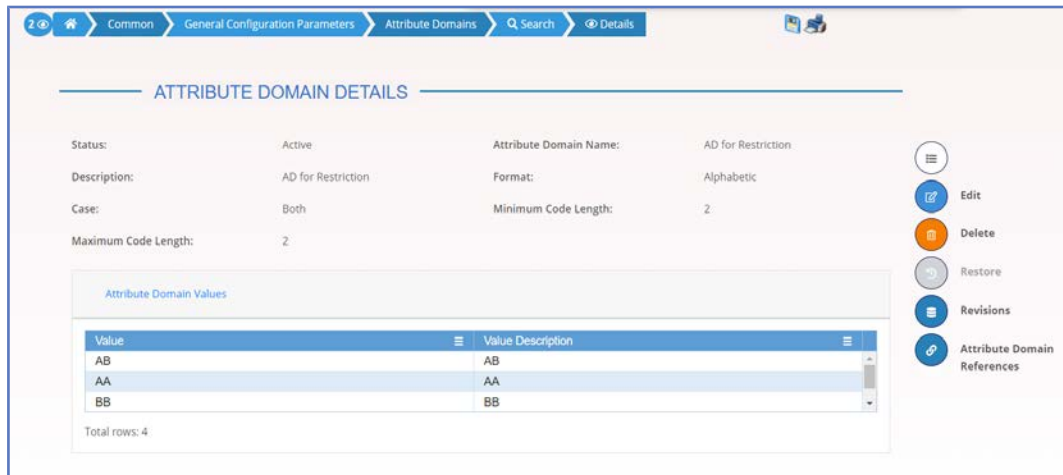 2 Common General Configuration Parameters Attribute Domains Search Details
ATTRIBUTE DOMAIN DETAILS
Status: Active Attribute Domain Name: AD for Restriction
Description: AD for Restriction Format: Alphabetic
Case: Both Minimum Code Length: 2
Maximum Code Length: 2
Attribute Domain Values
Value Value Description
AB AB
AA AA
BB BB
Total rows: 4
Edit
Delete
Restore
Revisions
Attribute Domain
References